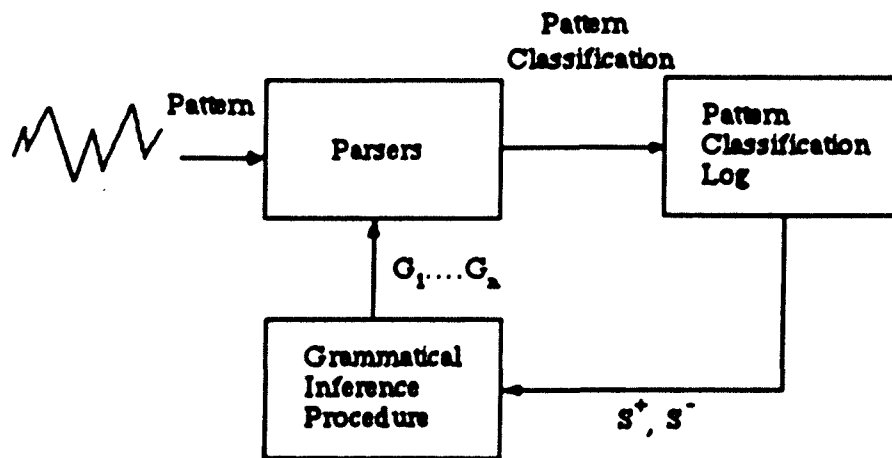 Pattern
Classification
Pattern
Parsers
Pattern
Classification
Log
G₁....Gₙ
Grammatical
Inference
Procedure
S⁺, S⁻